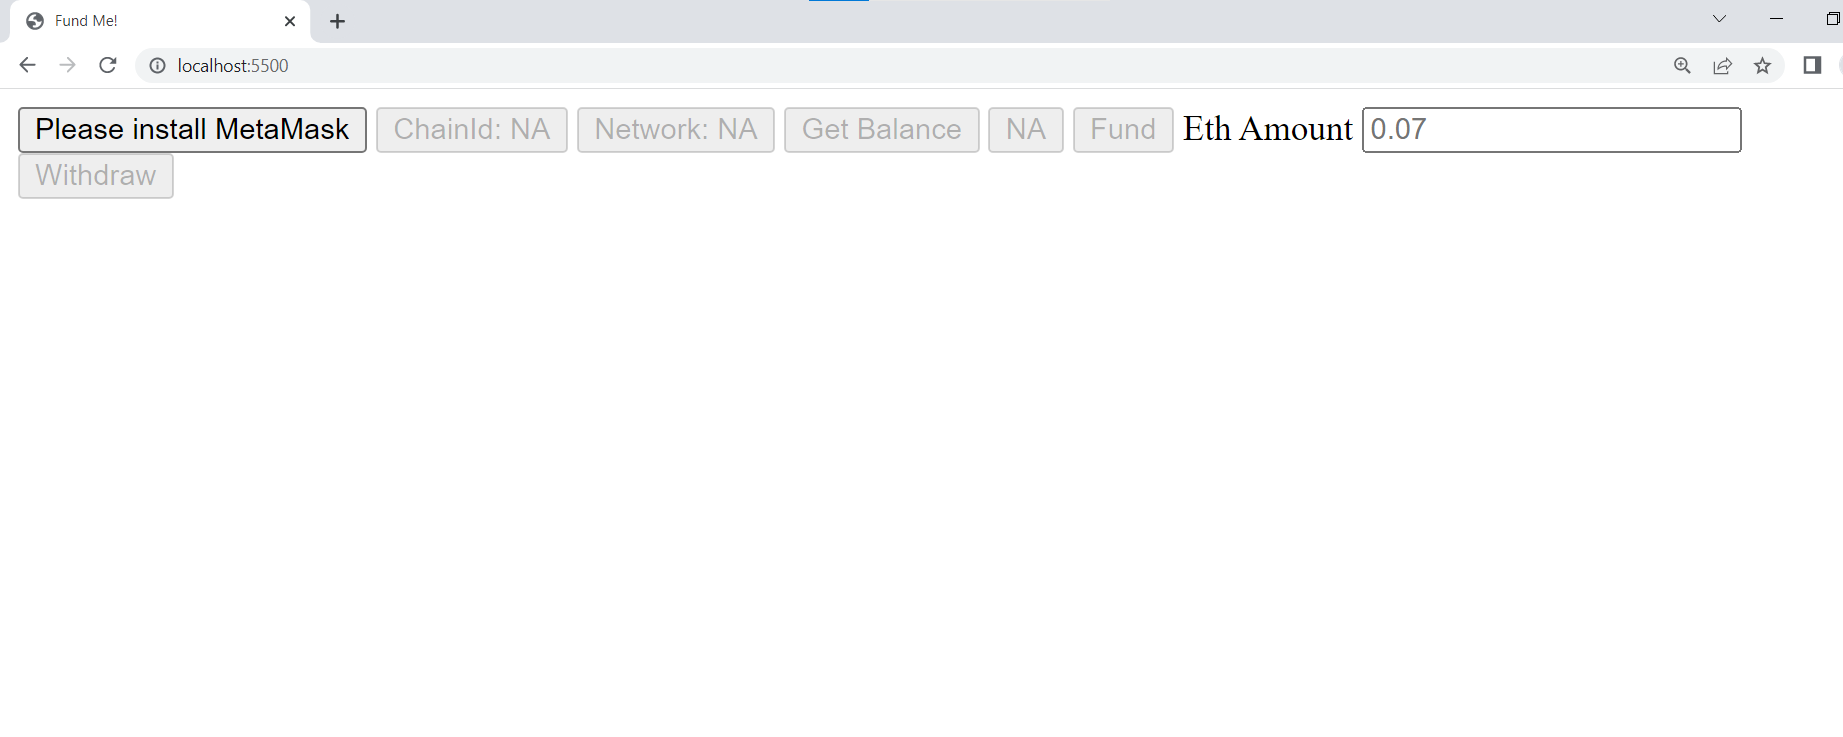 Fund Me!
localhost:5500
Please install MetaMask ChainId: NA Network: NA Get Balance NA Fund Eth Amount 0.07
Withdraw